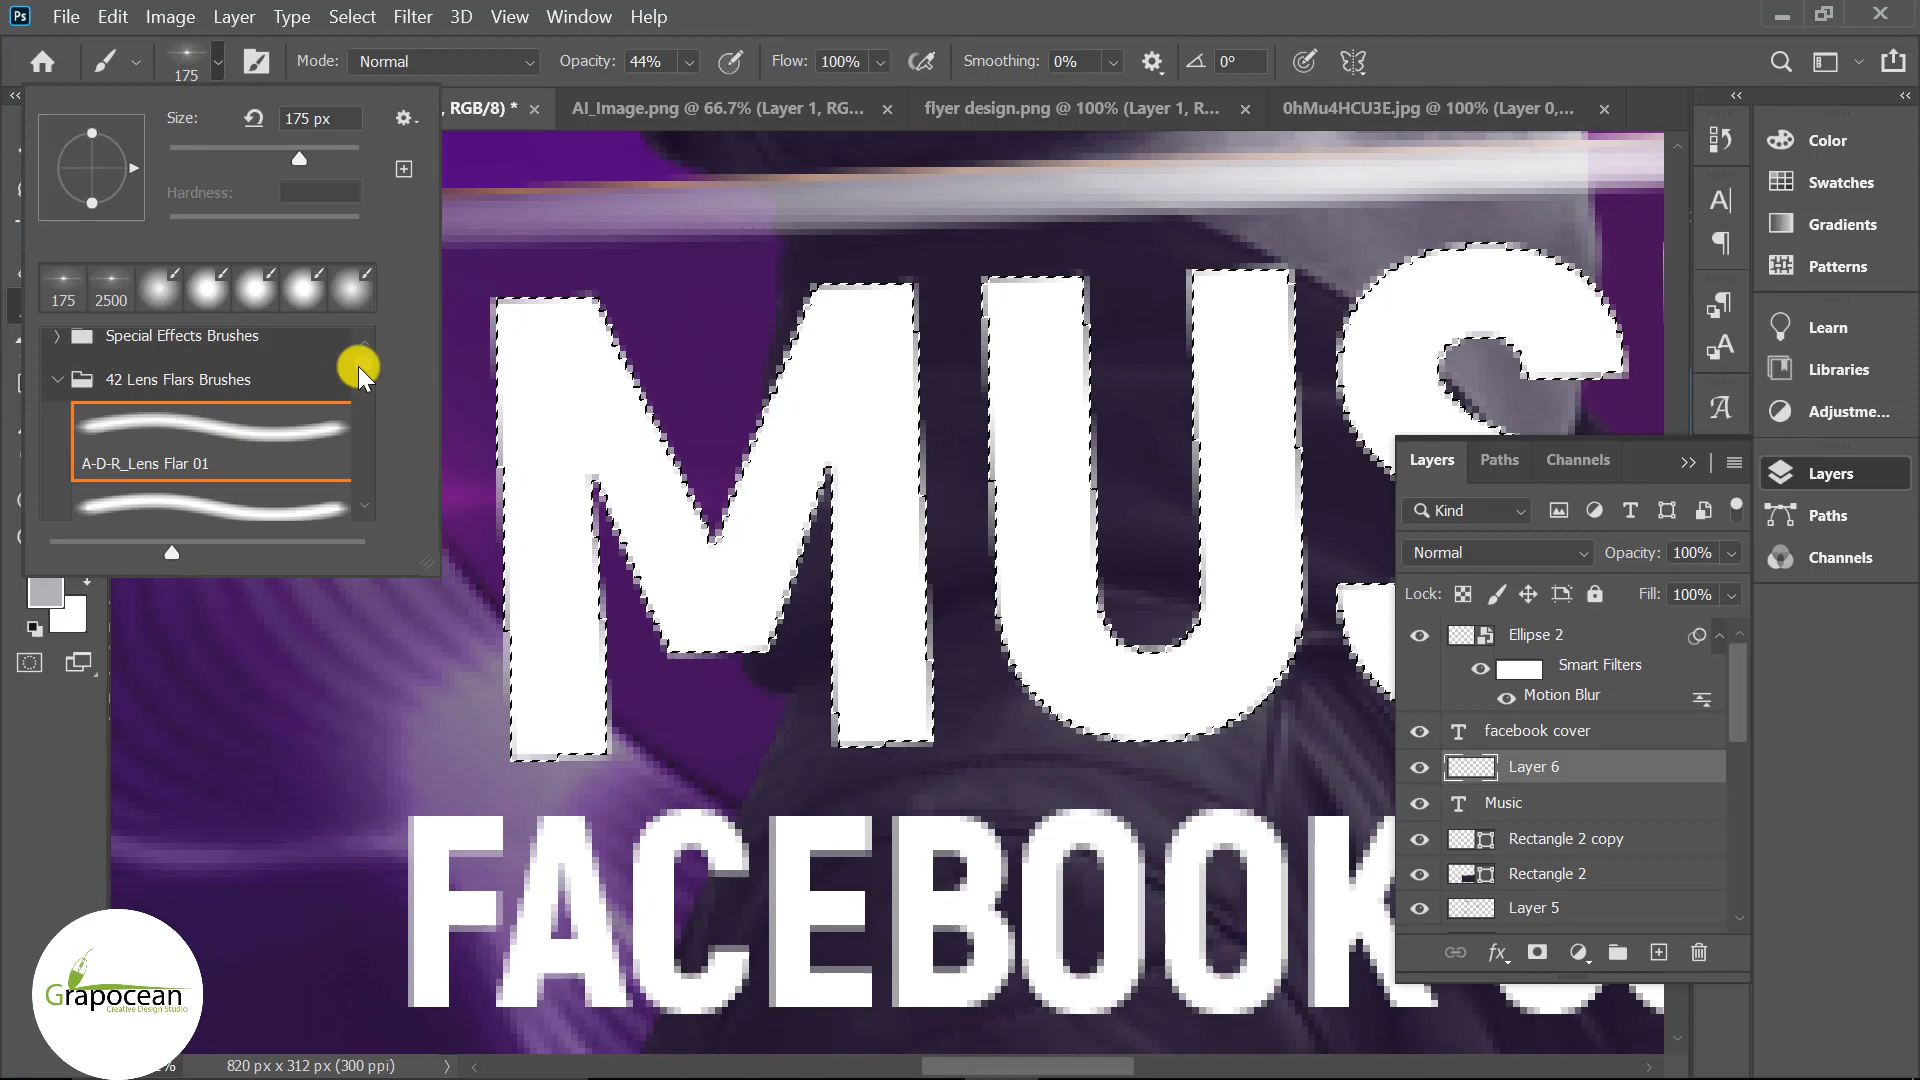 Ps File Edit Image Layer Type Select Filter 3D View Window Help
175 Mode: Normal Opacity: 44% Flow: 100% Smoothing: 0% 0°
, RGB/8) * AI_Image.png @ 66.7% (Layer 1, RG... flyer design.png @ 100% (Layer 1, R... 0hMu4HCU3E.jpg @ 100% (Layer 0,...
Size: 175 px
Hardness:
175 2500
Special Effects Brushes
42 Lens Flars Brushes
A-D-R_Lens Flar 01
MUS
FACEBOOK
Color
Swatches
Gradients
Patterns
Learn
Libraries
Adjustme...
Layers
Paths
Channels
Layers Paths Channels
Kind
Normal Opacity: 100%
Lock: Fill: 100%
Ellipse 2
Smart Filters
Motion Blur
facebook cover
Layer 6
Music
Rectangle 2 copy
Rectangle 2
Layer 5
fx
Grapocean
Creative Design Studio
% 820 px x 312 px (300 ppi)